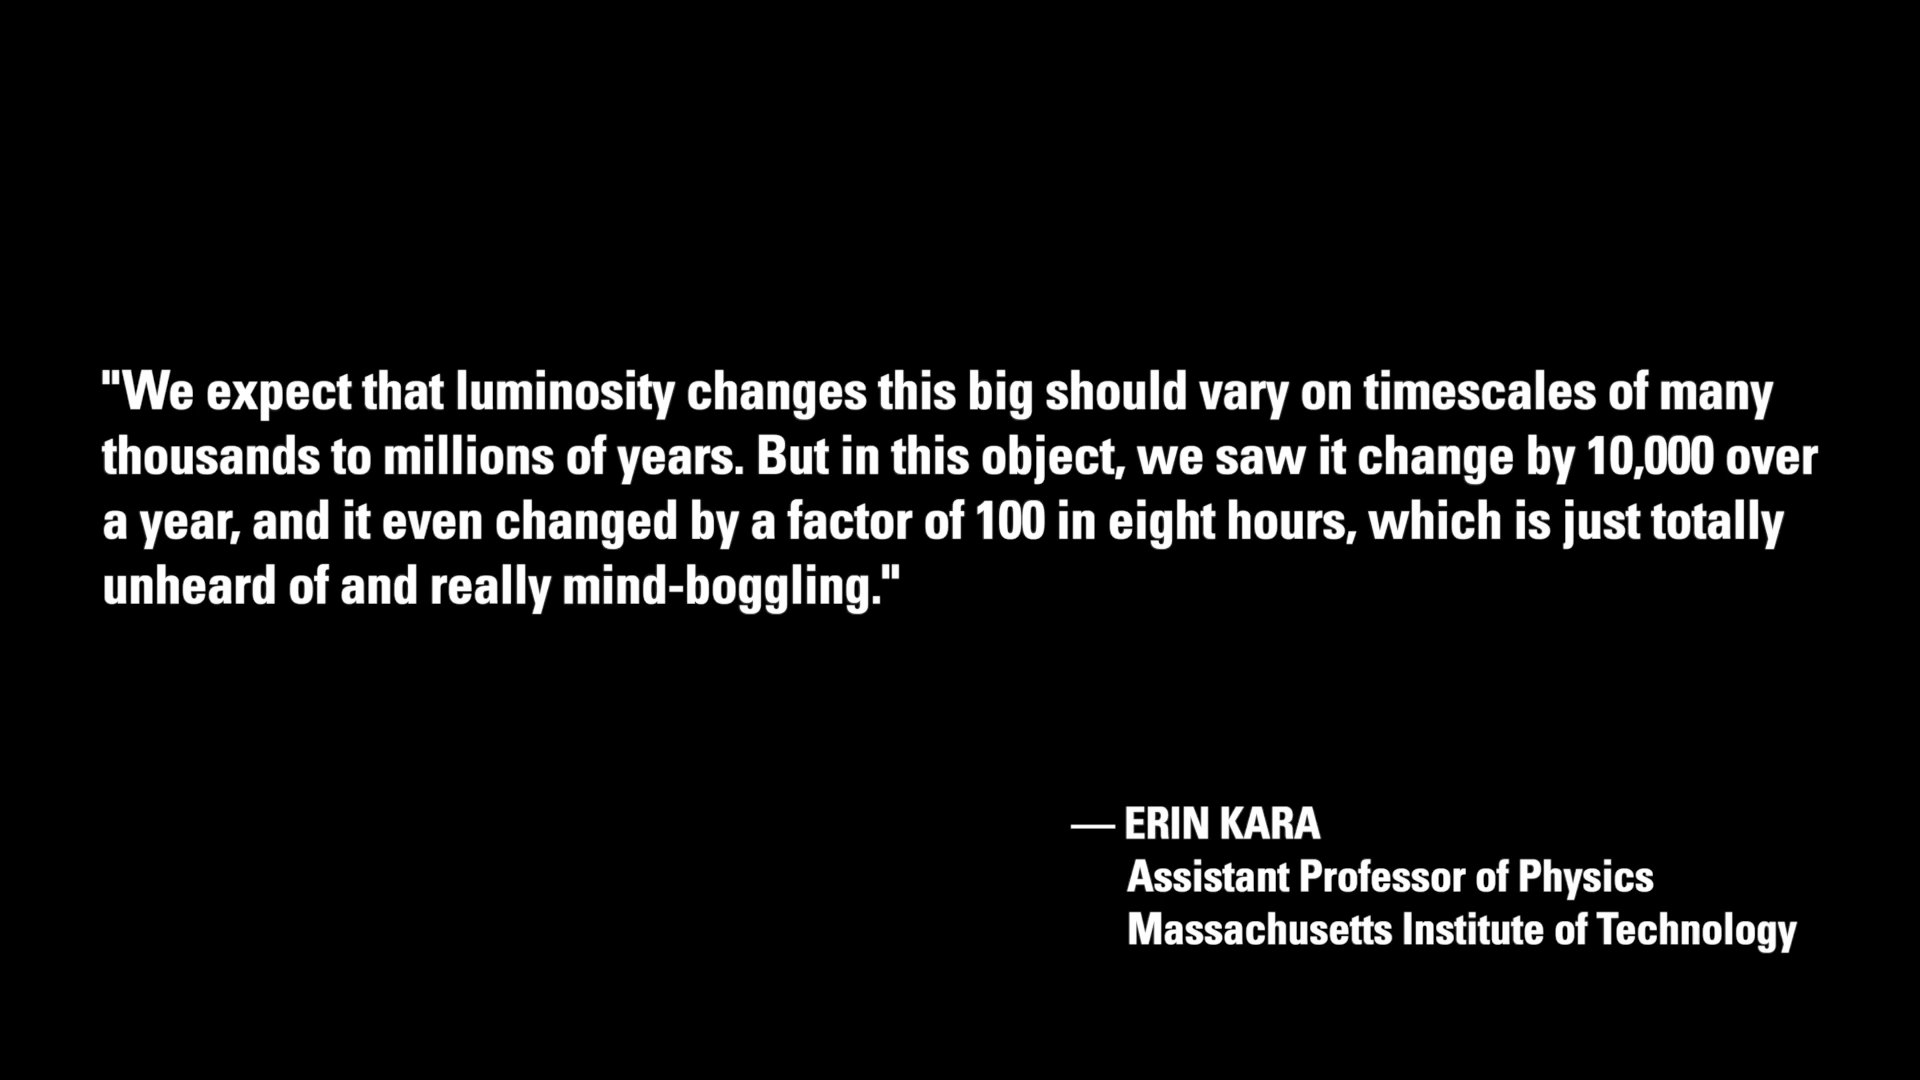 "We expect that luminosity changes this big should vary on timescales of many
thousands to millions of years. But in this object, we saw it change by 10,000 over
a year, and it even changed by a factor of 100 in eight hours, which is just totally
unheard of and really mind-boggling."
— ERIN KARA
Assistant Professor of Physics
Massachusetts Institute of Technology